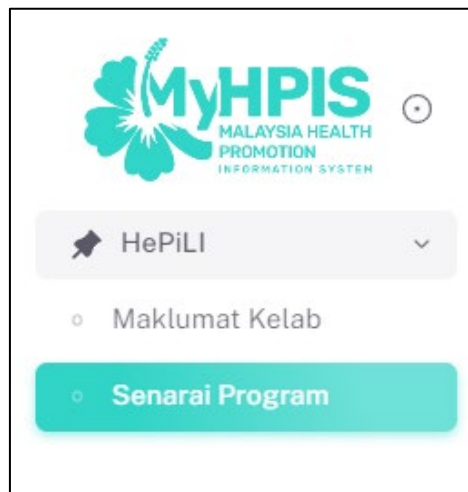 MyHPIS
MALAYSIA HEALTH
PROMOTION
INFORMATION SYSTEM
HePiLI
Maklumat Kelab
Senarai Program